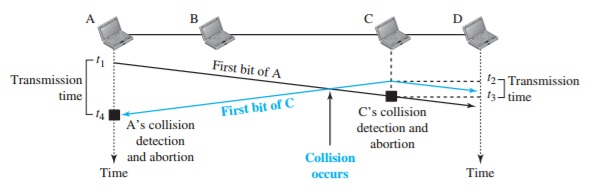 A B C D
t1
First bit of A
t2 Transmission
t3 time
Transmission
time
t4
First bit of C
A's collision
detection
and abortion
C's collision
detection and
abortion
Collision
occurs
Time
Time